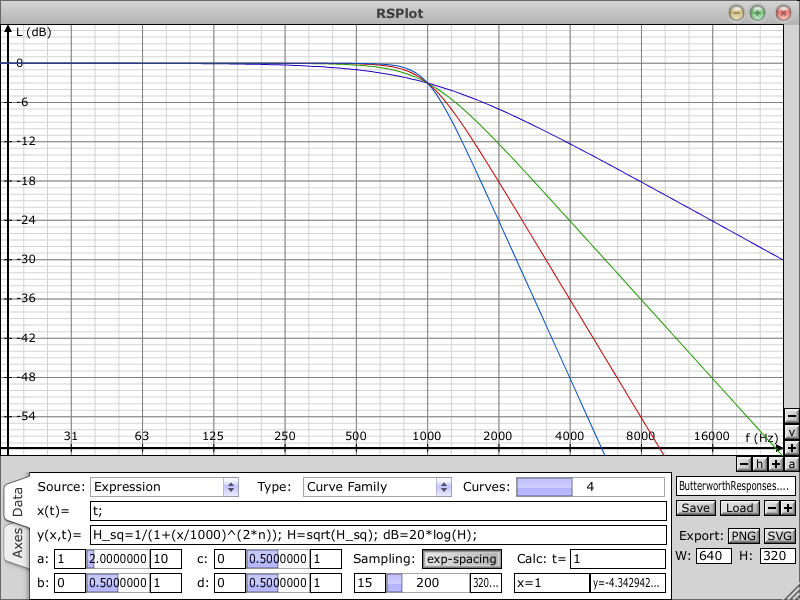 RSPlot
L (dB)
0
-6
-12
-18
-24
-30
-36
-42
-48
-54
31 63 125 250 500 1000 2000 4000 8000 16000 f (Hz)
v
h a
Data
Axes
Source: Expression Type: Curve Family Curves: 4
x(t)= t;
y(x,t)= H_sq=1/(1+(x/1000)^(2*n)); H=sqrt(H_sq); dB=20*log(H);
a: 1 2.0000000 10 c: 0 0.5000000 1 Sampling: exp-spacing Calc: t= 1
b: 0 0.5000000 1 d: 0 0.5000000 1 15 200 320... x=1 y=-4.342942...
ButterworthResponses....
Save Load
Export: PNG SVG
W: 640 H: 320